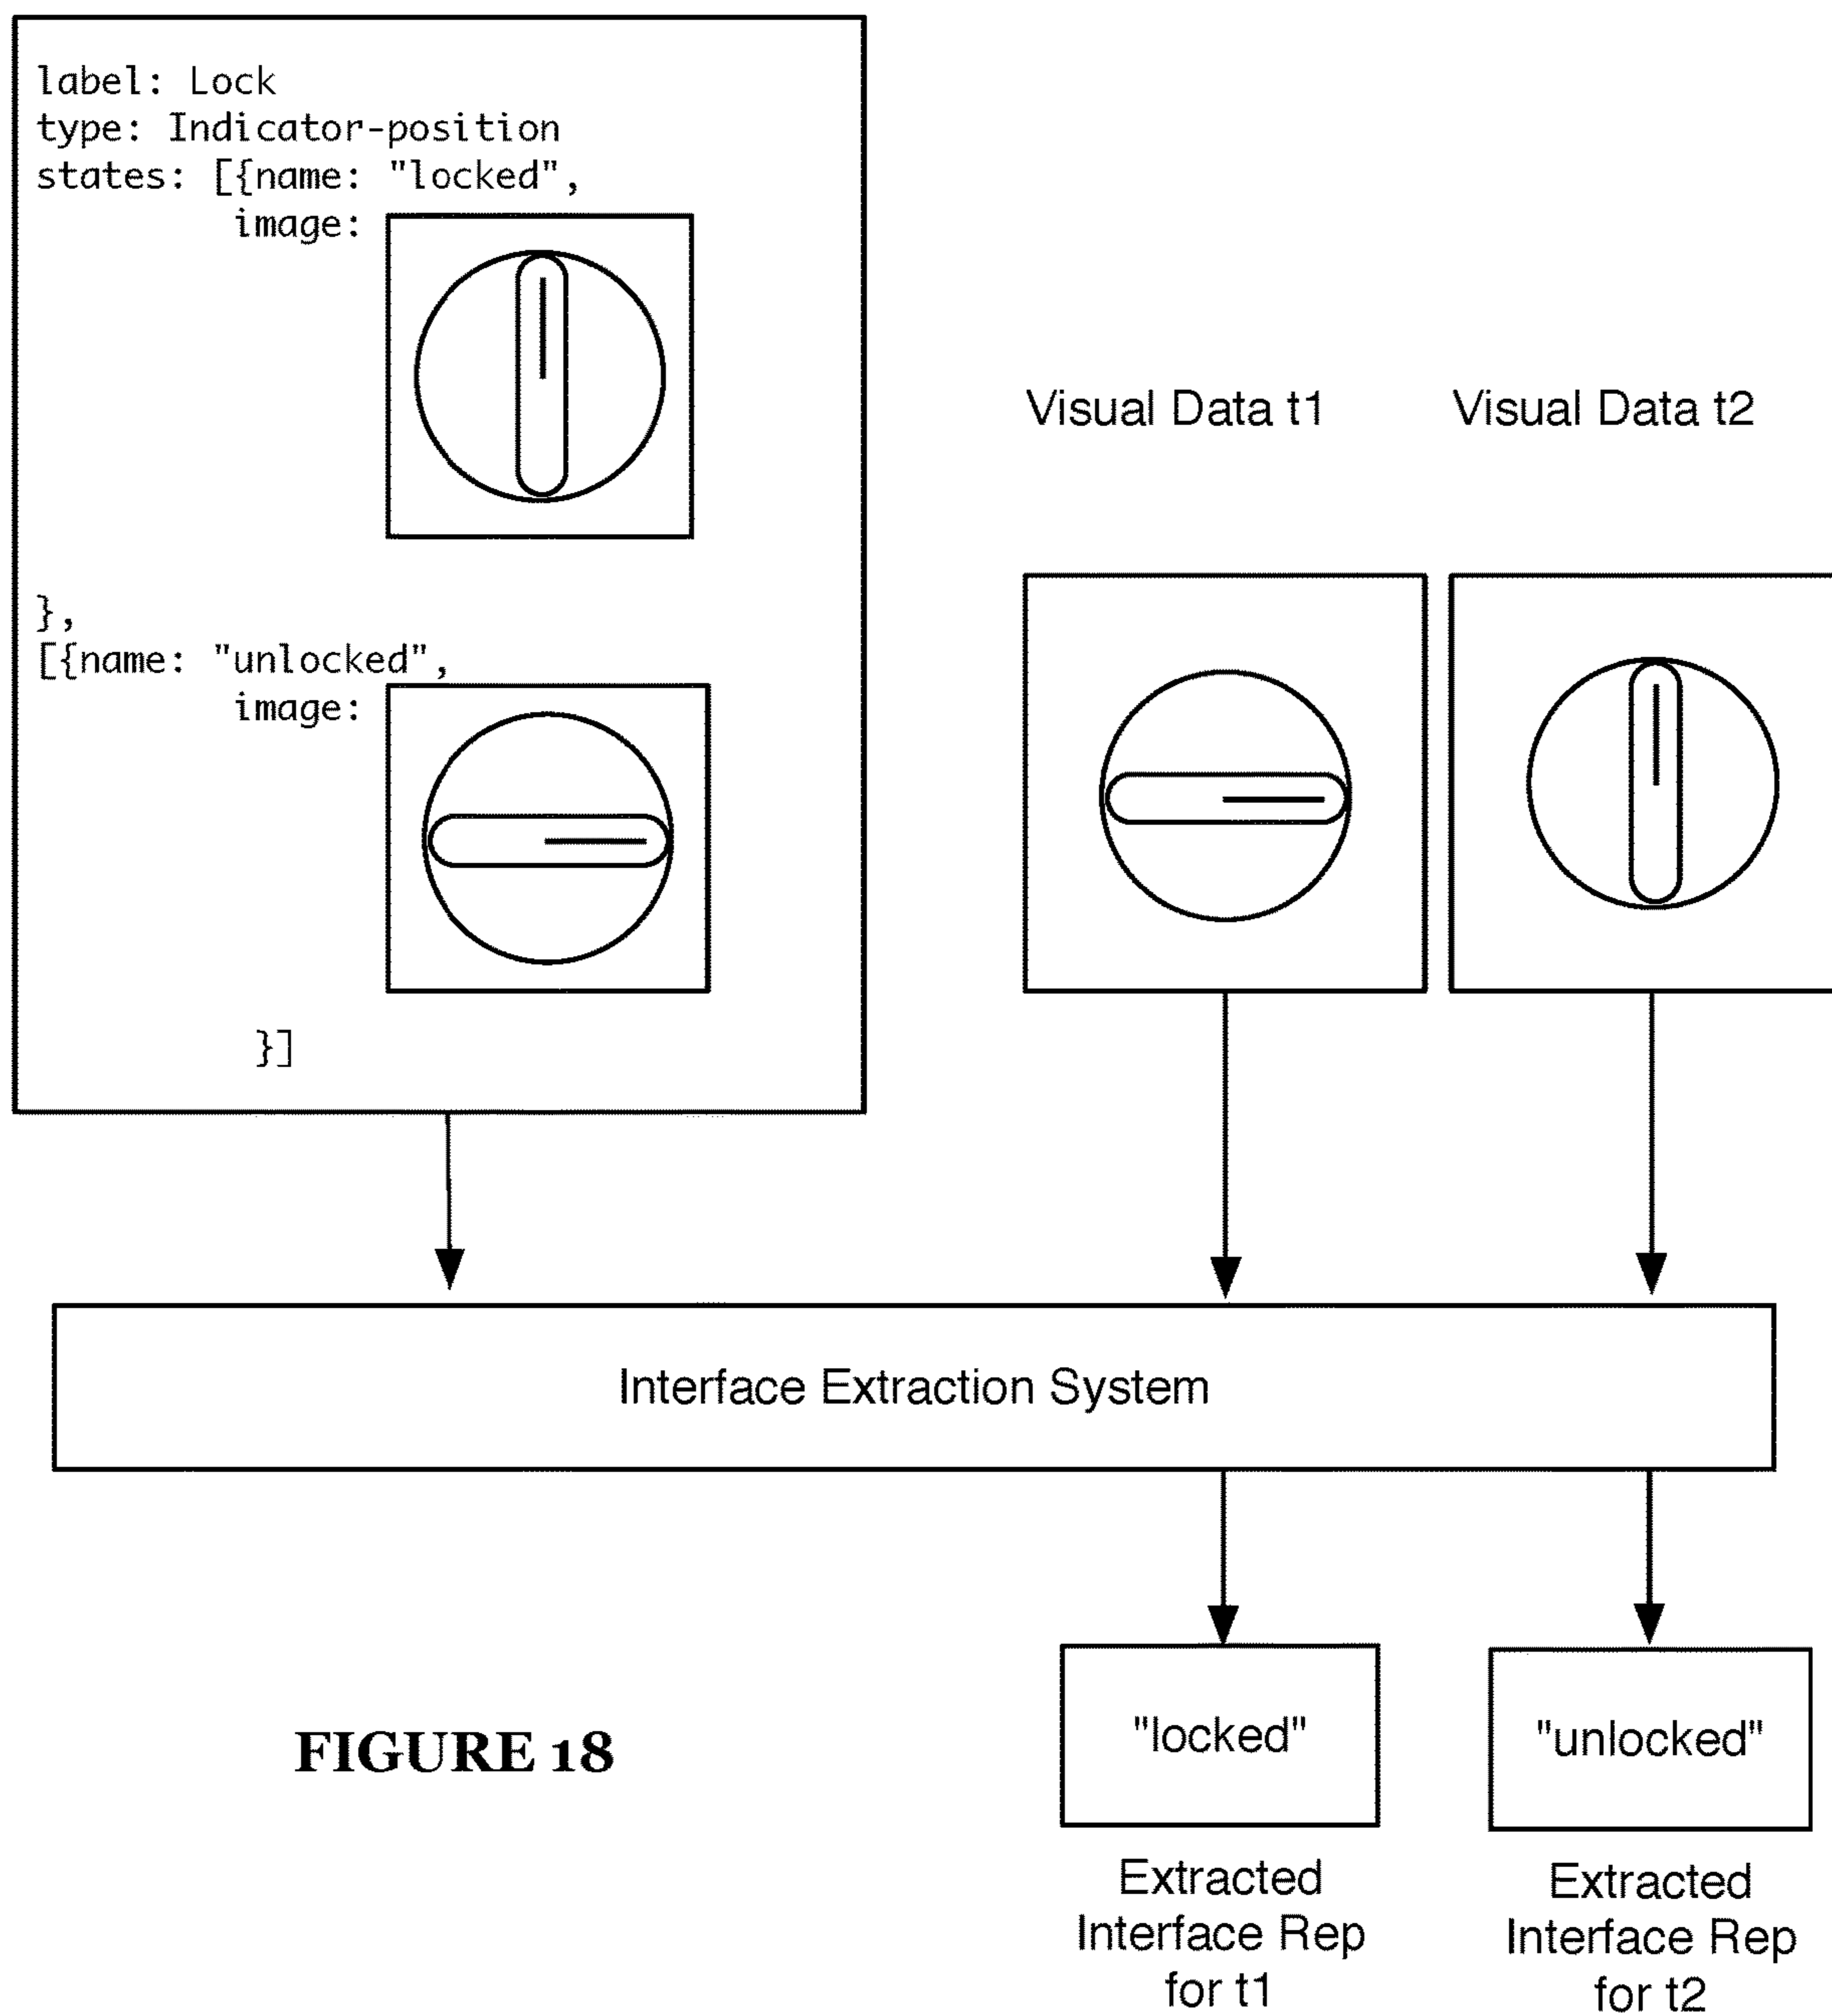 label: Lock
type: Indicator-position
states: [{name: "locked",
image:
},
[{name: "unlocked",
image:
}]
Visual Data t1
Visual Data t2
Interface Extraction System
"locked"
"unlocked"
Extracted
Interface Rep
for t1
Extracted
Interface Rep
for t2
FIGURE 18